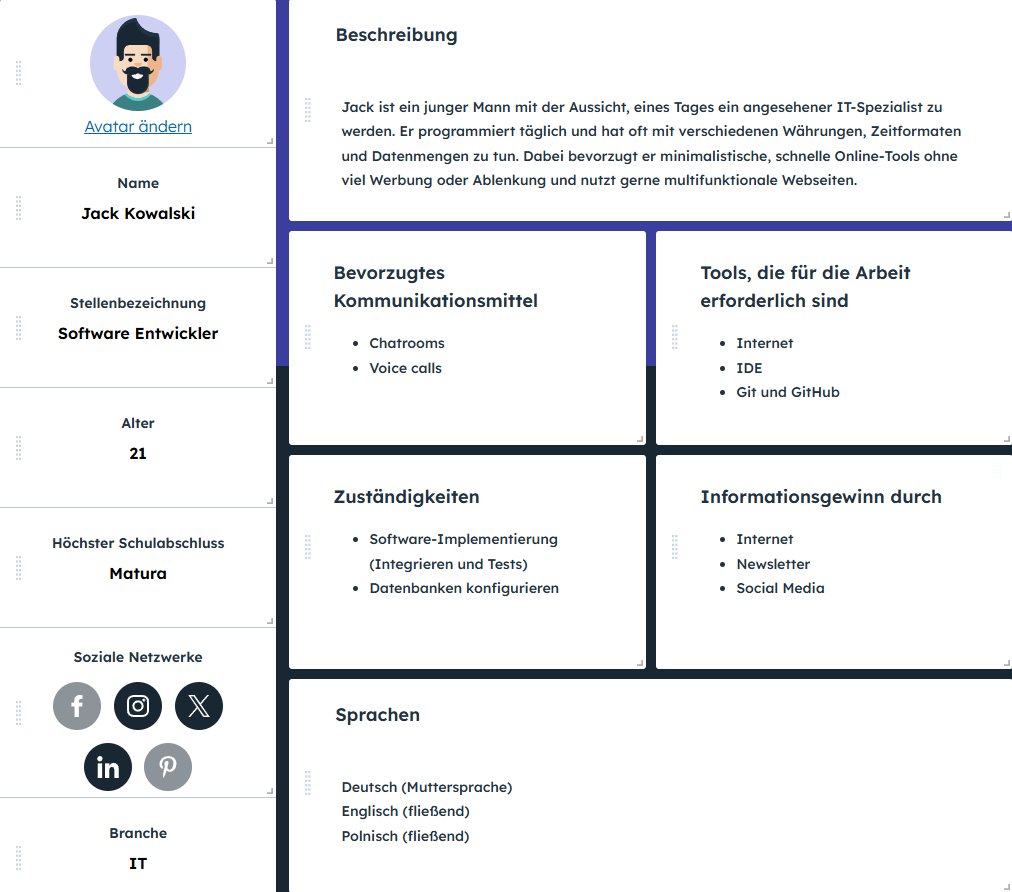 Avatar ändern
Name
Jack Kowalski
Stellenbezeichnung
Software Entwickler
Alter
21
Höchster Schulabschluss
Matura
Soziale Netzwerke
Branche
IT
Beschreibung
Jack ist ein junger Mann mit der Aussicht, eines Tages ein angesehener IT-Spezialist zu
werden. Er programmiert täglich und hat oft mit verschiedenen Währungen, Zeitformaten
und Datenmengen zu tun. Dabei bevorzugt er minimalistische, schnelle Online-Tools ohne
viel Werbung oder Ablenkung und nutzt gerne multifunktionale Webseiten.
Bevorzugtes
Kommunikationsmittel
• Chatrooms
• Voice calls
Tools, die für die Arbeit
erforderlich sind
• Internet
• IDE
• Git und GitHub
Zuständigkeiten
• Software-Implementierung
(Integrieren und Tests)
• Datenbanken konfigurieren
Informationsgewinn durch
• Internet
• Newsletter
• Social Media
Sprachen
Deutsch (Muttersprache)
Englisch (fließend)
Polnisch (fließend)